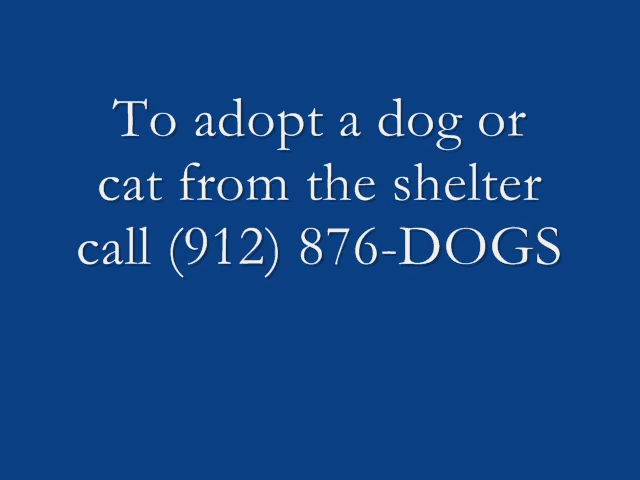 To adopt a dog or
cat from the shelter
call (912) 876-DOGS